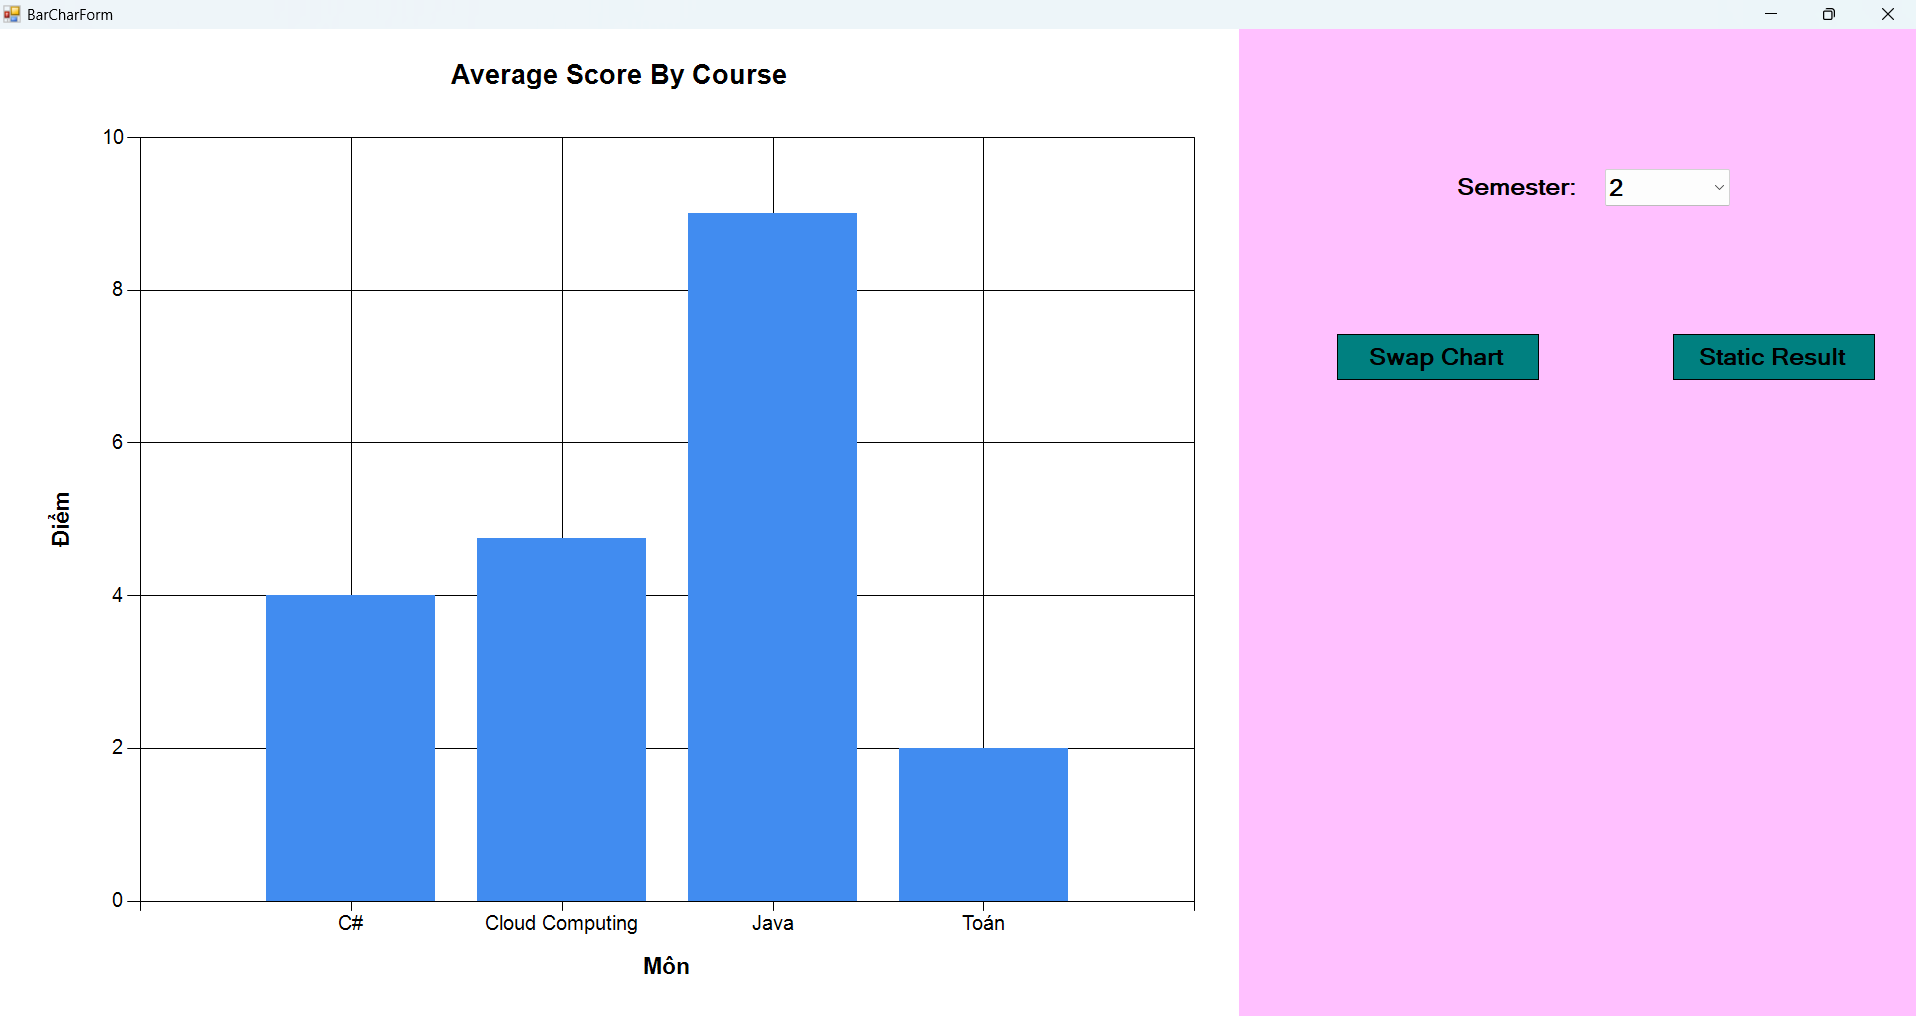 BarCharForm
Average Score By Course
10
8
6
4
2
0
Điểm
C#
Cloud Computing
Java
Toán
Môn
Semester:
2
Swap Chart
Static Result